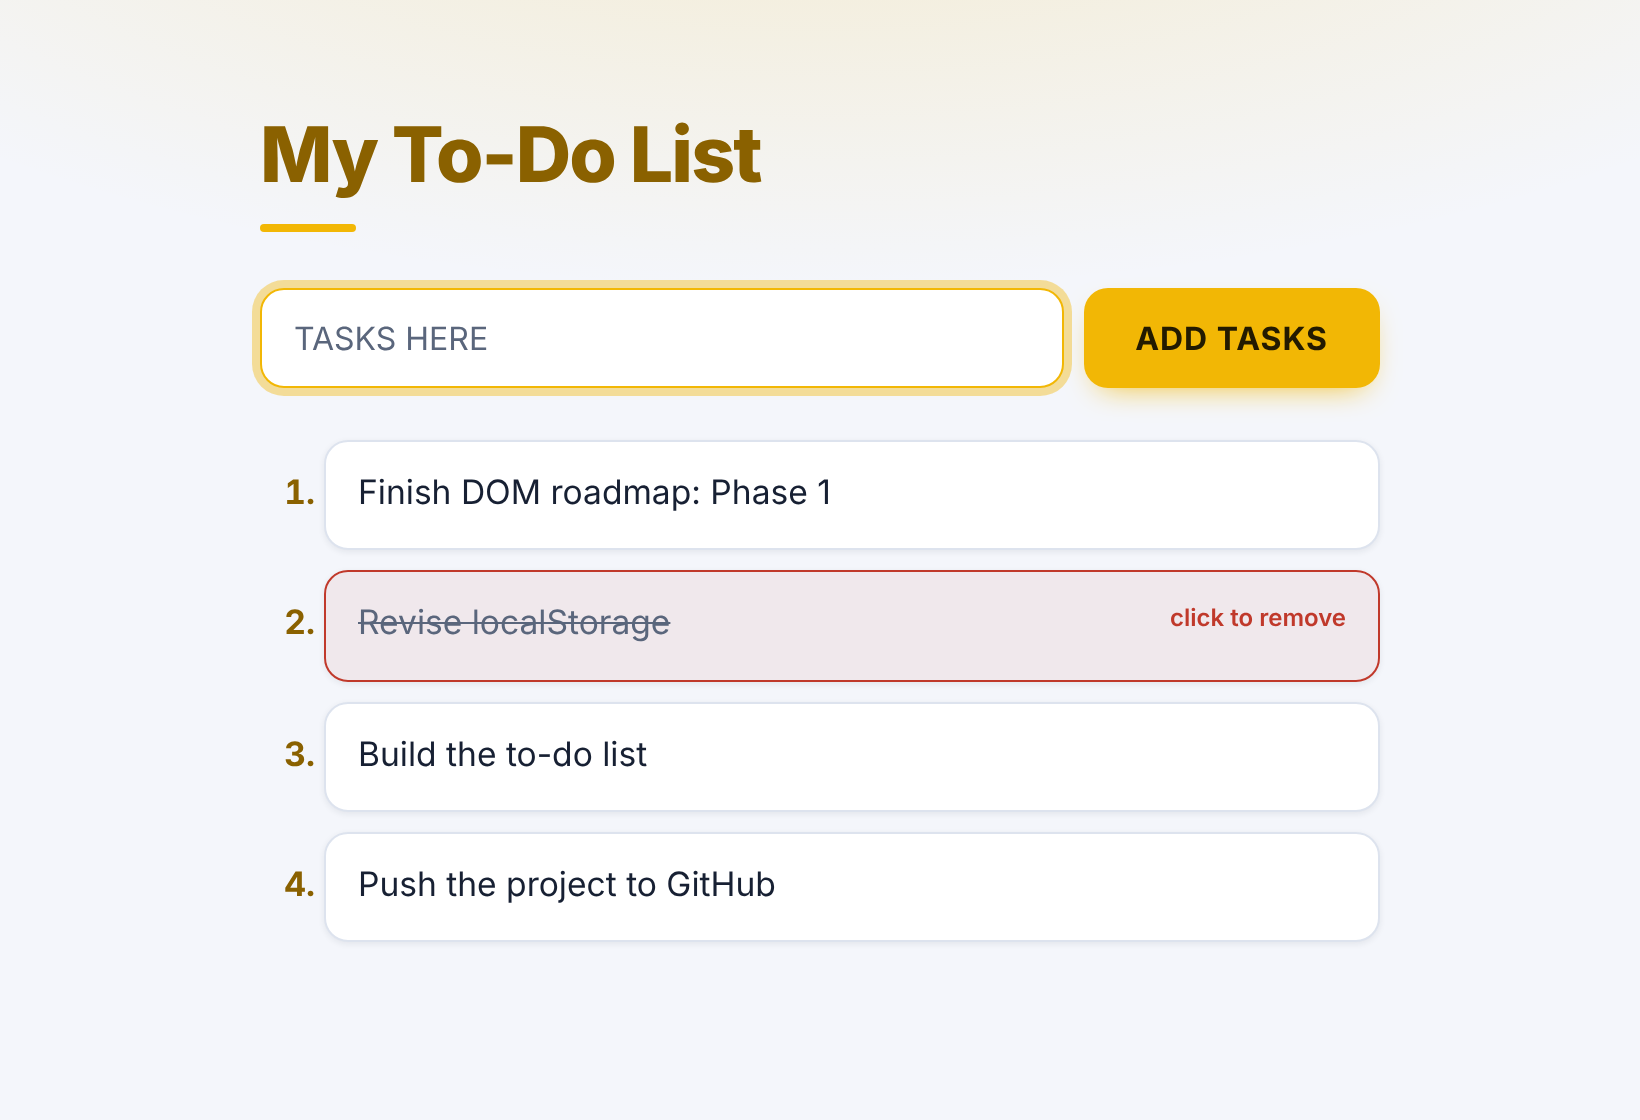 My To-Do List
TASKS HERE
ADD TASKS
1. Finish DOM roadmap: Phase 1
2. Revise localStorage click to remove
3. Build the to-do list
4. Push the project to GitHub